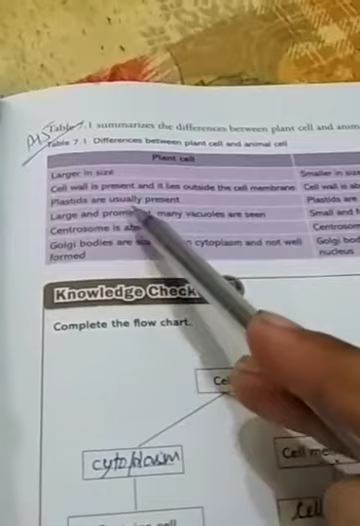 Table 7.1 summarizes the differences between plant cell and anim
Table 7.1 Differences between plant cell and animal cell
Plant cell
Larger in size Smaller in size
Cell wall is present and it lies outside the cell membrane Cell wall is ab
Plastids are usually present Plastids are
Large and many vacuoles are seen Small and
Centrosome is Centrosom
Golgi bodies are cytoplasm and not well Golgi bod
formed nucleus
Knowledge Check
Complete the flow chart.
Ce
cytoplasm Cell me
Cell
cell